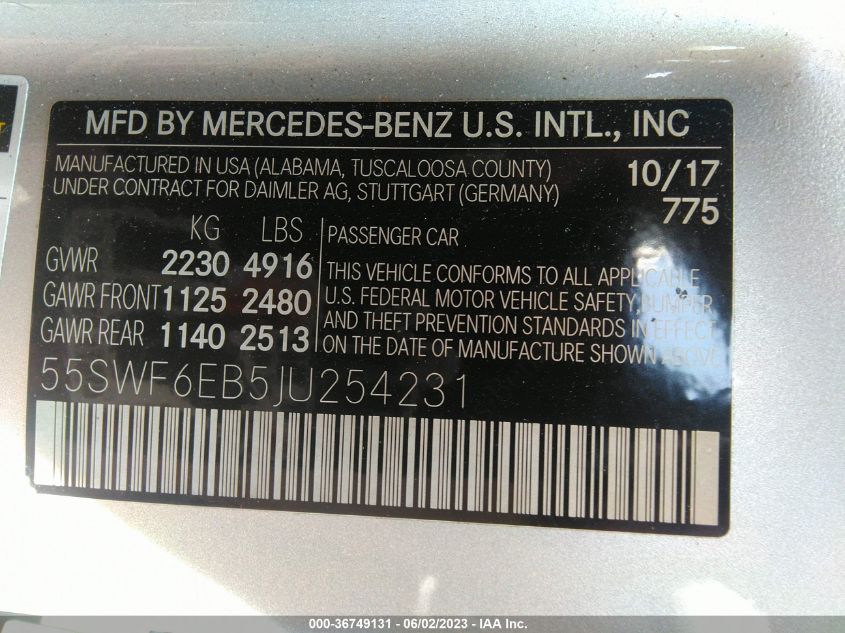 MFD BY MERCEDES-BENZ U.S. INTL., INC
MANUFACTURED IN USA (ALABAMA, TUSCALOOSA COUNTY) 10/17
UNDER CONTRACT FOR DAIMLER AG, STUTTGART (GERMANY) 775
KG LBS
GVWR 2230 4916
GAWR FRONT 1125 2480
GAWR REAR 1140 2513
PASSENGER CAR
THIS VEHICLE CONFORMS TO ALL APPLICABLE
U.S. FEDERAL MOTOR VEHICLE SAFETY, BUMPER
AND THEFT PREVENTION STANDARDS IN EFFECT
ON THE DATE OF MANUFACTURE SHOWN ABOVE
55SWF6EB5JU254231
000-36749131 - 06/02/2023 - IAA Inc.